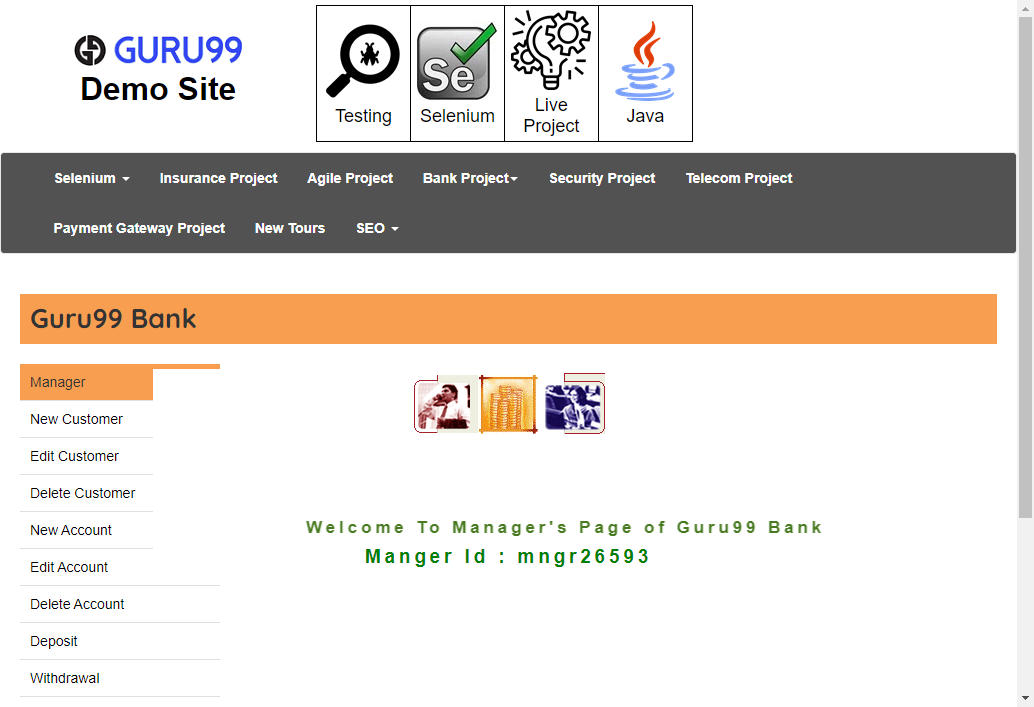 GURU99
Demo Site
Testing
Se
Selenium
Live
Project
Java
Selenium
Insurance Project
Agile Project
Bank Project
Security Project
Telecom Project
Payment Gateway Project
New Tours
SEO
Guru99 Bank
Manager
New Customer
Edit Customer
Delete Customer
New Account
Edit Account
Delete Account
Deposit
Withdrawal
Welcome To Manager's Page of Guru99 Bank
Manger Id : mngr26593